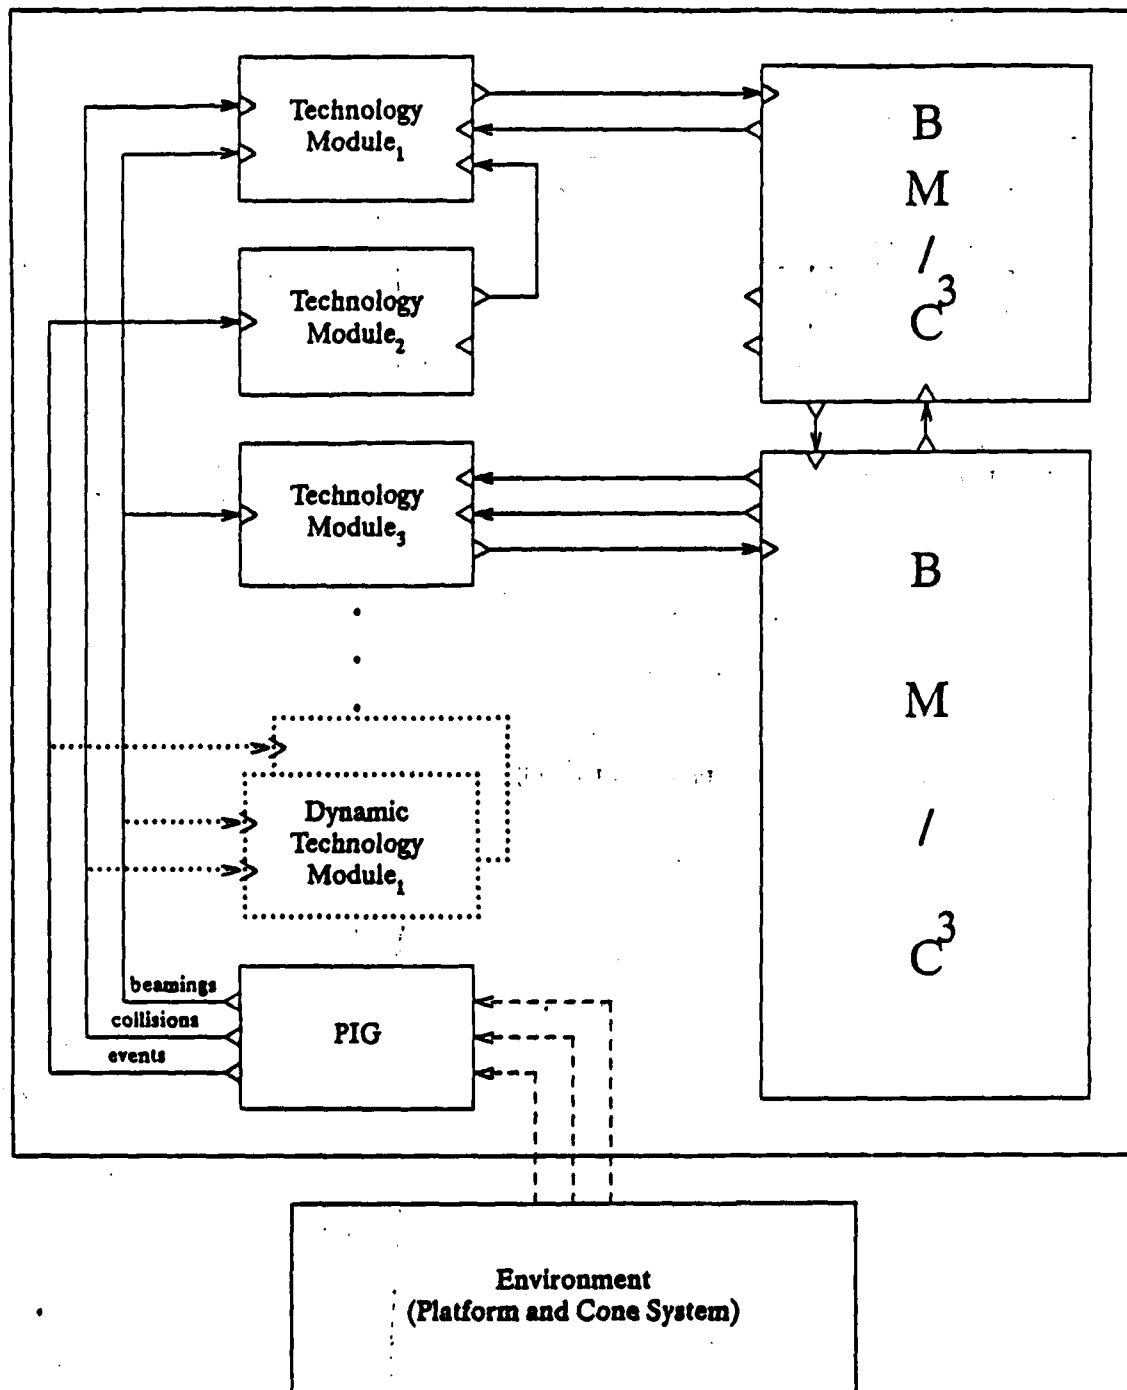 Technology
Module₁
B
M
/
C³
Technology
Module₂
Technology
Module₃
B
M
/
C³
Dynamic
Technology
Module₁
beamings
collisions
events
PIG
Environment
(Platform and Cone System)